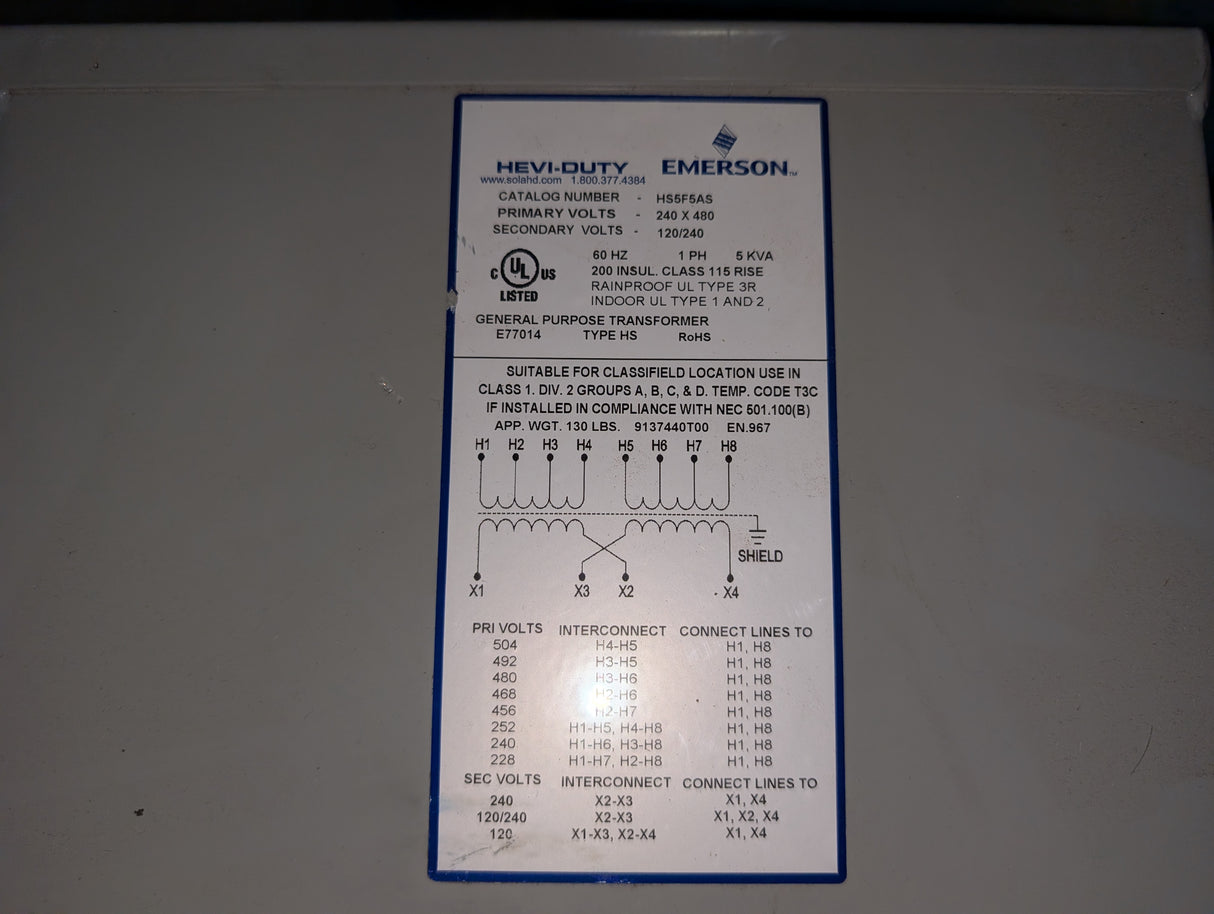 HEVI-DUTY
EMERSON™
www.solahd.com 1.800.377.4384
CATALOG NUMBER - HS5F5AS
PRIMARY VOLTS - 240 X 480
SECONDARY VOLTS - 120/240
C UL US
LISTED
60 HZ 1 PH 5 KVA
200 INSUL. CLASS 115 RISE
RAINPROOF UL TYPE 3R
INDOOR UL TYPE 1 AND 2
GENERAL PURPOSE TRANSFORMER
E77014 TYPE HS RoHS
SUITABLE FOR CLASSIFIELD LOCATION USE IN
CLASS 1. DIV. 2 GROUPS A, B, C, & D. TEMP. CODE T3C
IF INSTALLED IN COMPLIANCE WITH NEC 501.100(B)
APP. WGT. 130 LBS. 9137440T00 EN.967
H1 H2 H3 H4 H5 H6 H7 H8
SHIELD
X1 X3 X2 X4
PRI VOLTS INTERCONNECT CONNECT LINES TO
504 H4-H5 H1, H8
492 H3-H5 H1, H8
480 H3-H6 H1, H8
468 H2-H6 H1, H8
456 H2-H7 H1, H8
252 H1-H5, H4-H8 H1, H8
240 H1-H6, H3-H8 H1, H8
228 H1-H7, H2-H8 H1, H8
SEC VOLTS INTERCONNECT CONNECT LINES TO
240 X2-X3 X1, X4
120/240 X2-X3 X1, X2, X4
120 X1-X3, X2-X4 X1, X4